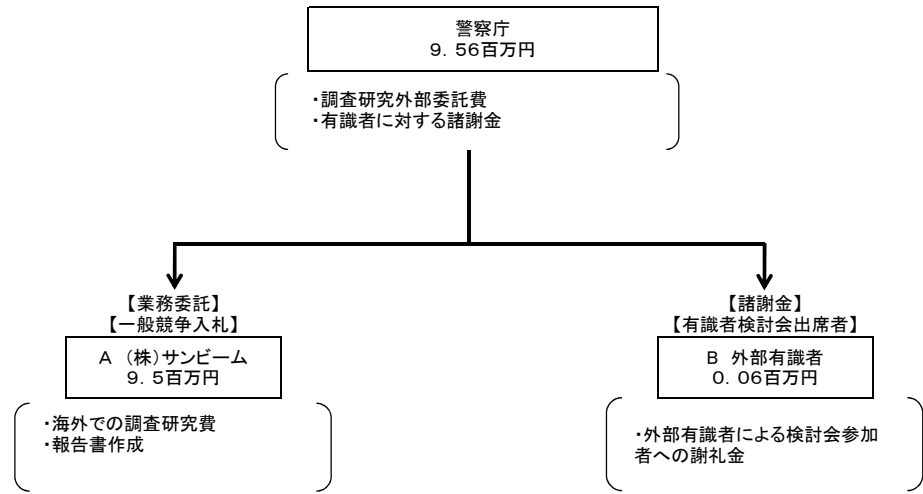 警察庁
9．56百万円
・調査研究外部委託費
・有識者に対する諸謝金
【業務委託】
【一般競争入札】
A （株）サンビーム
9．5百万円
・海外での調査研究費
・報告書作成
【諸謝金】
【有識者検討会出席者】
B 外部有識者
0．06百万円
・外部有識者による検討会参加
者への謝礼金